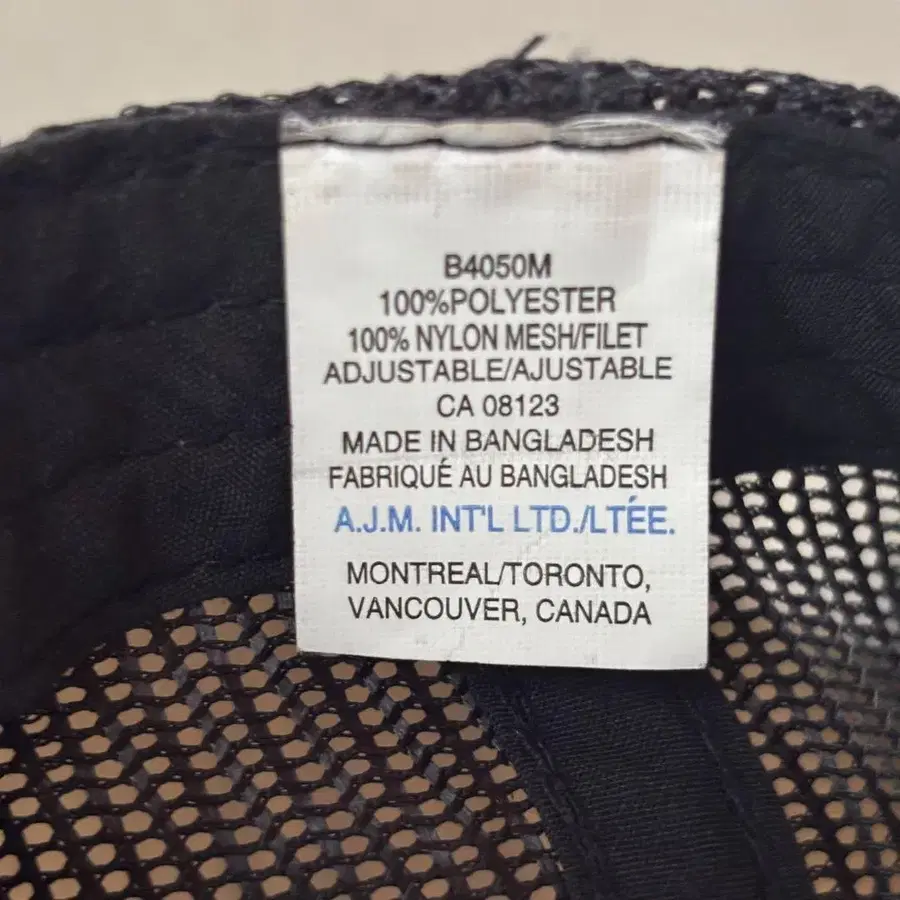 B4050M
100%POLYESTER
100% NYLON MESH/FILET
ADJUSTABLE/AJUSTABLE
CA 08123
MADE IN BANGLADESH
FABRIQUÉ AU BANGLADESH
A.J.M. INT'L LTD./LTÉE.
MONTREAL/TORONTO,
VANCOUVER, CANADA